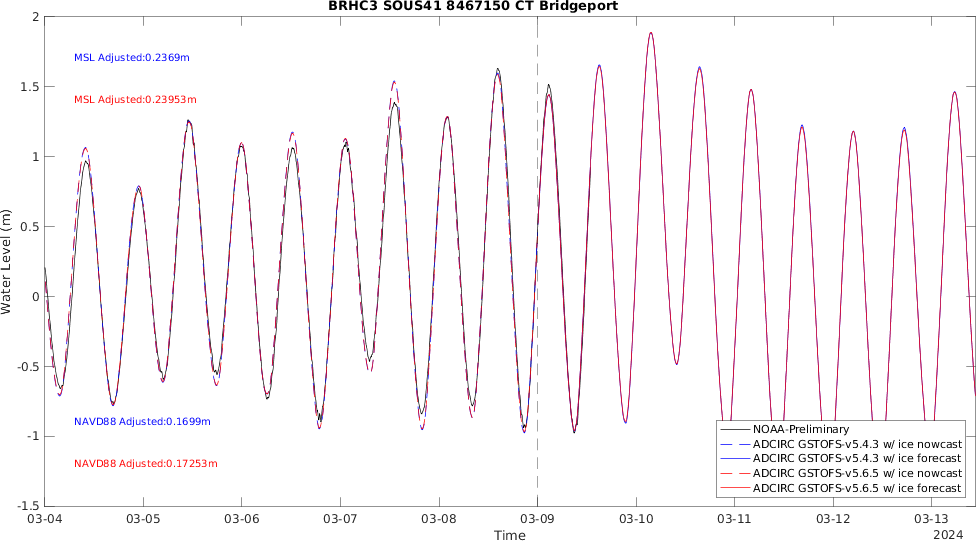 BRHC3 SOUS41 8467150 CT Bridgeport
2
1.5
1
0.5
0
-0.5
-1
-1.5
Water Level (m)
MSL Adjusted:0.2369m
MSL Adjusted:0.23953m
NAVD88 Adjusted:0.1699m
NAVD88 Adjusted:0.17253m
NOAA-Preliminary
ADCIRC GSTOFS-v5.4.3 w/ ice nowcast
ADCIRC GSTOFS-v5.4.3 w/ ice forecast
ADCIRC GSTOFS-v5.6.5 w/ ice nowcast
ADCIRC GSTOFS-v5.6.5 w/ ice forecast
03-04 03-05 03-06 03-07 03-08 03-09 03-10 03-11 03-12 03-13
Time
2024